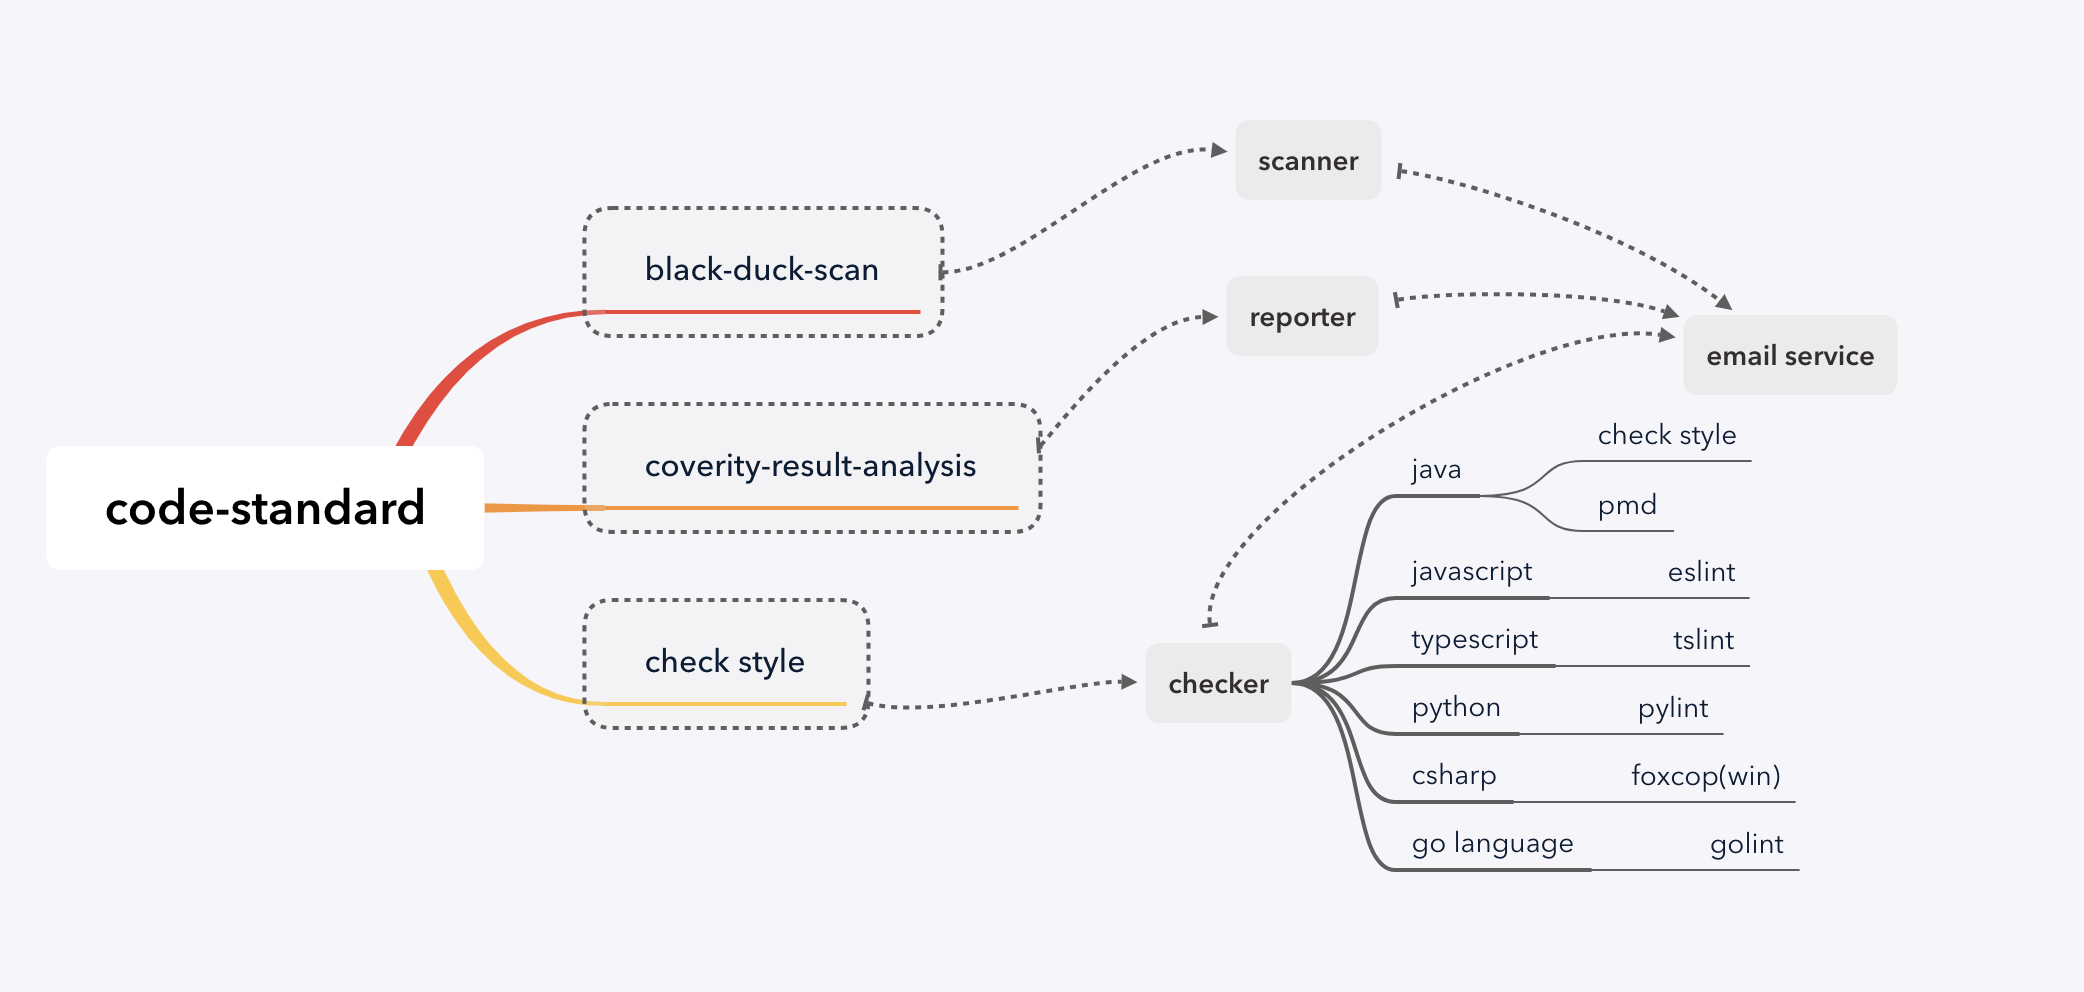 code-standard
black-duck-scan
coverity-result-analysis
check style
scanner
reporter
email service
checker
java
check style
pmd
javascript eslint
typescript tslint
python pylint
csharp foxcop(win)
go language golint